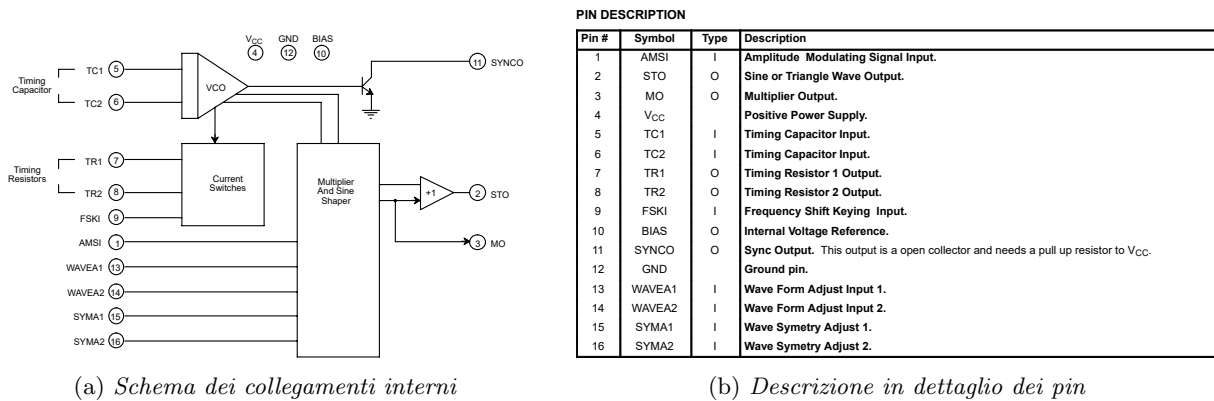 V_CC GND BIAS
4 12 10
Timing
Capacitor
TC1 5
TC2 6
VCO
11 SYNCO
Timing
Resistors
TR1 7
TR2 8
FSKI 9
Current
Switches
Multiplier
And Sine
Shaper
+1
2 STO
3 MO
AMSI 1
WAVEA1 13
WAVEA2 14
SYMA1 15
SYMA2 16
(a) Schema dei collegamenti interni
PIN DESCRIPTION
Pin # Symbol Type Description
1 AMSI I Amplitude Modulating Signal Input.
2 STO O Sine or Triangle Wave Output.
3 MO O Multiplier Output.
4 V_CC Positive Power Supply.
5 TC1 I Timing Capacitor Input.
6 TC2 I Timing Capacitor Input.
7 TR1 O Timing Resistor 1 Output.
8 TR2 O Timing Resistor 2 Output.
9 FSKI I Frequency Shift Keying Input.
10 BIAS O Internal Voltage Reference.
11 SYNCO O Sync Output. This output is a open collector and needs a pull up resistor to V_CC.
12 GND Ground pin.
13 WAVEA1 I Wave Form Adjust Input 1.
14 WAVEA2 I Wave Form Adjust Input 2.
15 SYMA1 I Wave Symetry Adjust 1.
16 SYMA2 I Wave Symetry Adjust 2.
(b) Descrizione in dettaglio dei pin